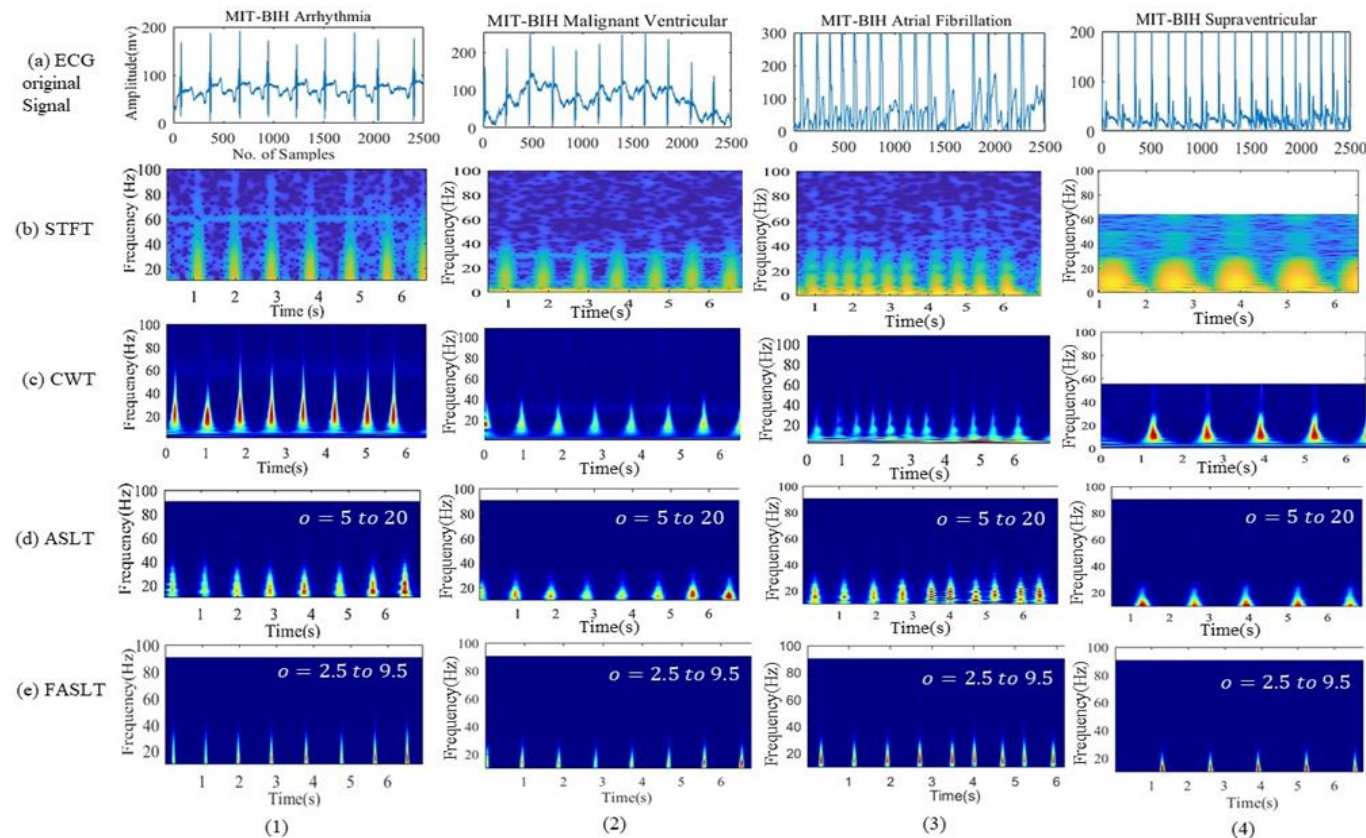 MIT-BIH Arrhythmia
MIT-BIH Malignant Ventricular
MIT-BIH Atrial Fibrillation
MIT-BIH Supraventricular
(a) ECG
original
Signal
Amplitude(mv)
200
100
0
0 500 1000 1500 2000 2500
No. of Samples
200
100
0
0 500 1000 1500 2000 2500
300
200
100
0
0 500 1000 1500 2000 2500
200
150
100
50
0
0 500 1000 1500 2000 2500
(b) STFT
Frequency (Hz)
100
80
60
40
20
1 2 3 4 5 6
Time (s)
Frequency(Hz)
100
80
60
40
20
0
1 2 3 4 5 6
Time(s)
Frequency(Hz)
100
80
60
40
20
0
1 2 3 4 5 6
Time(s)
Frequency(Hz)
100
80
60
40
20
0
1 2 3 4 5 6
Time(s)
(c) CWT
Frequency(Hz)
100
80
60
40
20
0 1 2 3 4 5 6
Time(s)
Frequency(Hz)
100
80
60
40
20
0 1 2 3 4 5 6
Time(s)
Frequency(Hz)
100
80
60
40
20
0 1 2 3 4 5 6
Time(s)
Frequency(Hz)
100
80
60
40
20
0 1 2 3 4 5 6
Time(s)
(d) ASLT
Frequency(Hz)
100
80
60
40
20
o = 5 to 20
1 2 3 4 5 6
Time(s)
Frequency(Hz)
100
80
60
40
20
o = 5 to 20
1 2 3 4 5 6
Time(s)
Frequency(Hz)
100
80
60
40
20
o = 5 to 20
1 2 3 4 5 6
Time(s)
Frequency(Hz)
100
80
60
40
20
o = 5 to 20
1 2 3 4 5 6
Time(s)
(e) FASLT
Frequency(Hz)
100
80
60
40
20
o = 2.5 to 9.5
1 2 3 4 5 6
Time(s)
Frequency(Hz)
100
80
60
40
20
o = 2.5 to 9.5
1 2 3 4 5 6
Time(s)
Frequency(Hz)
100
80
60
40
20
o = 2.5 to 9.5
1 2 3 4 5 6
Time(s)
Frequency(Hz)
100
80
60
40
20
o = 2.5 to 9.5
1 2 3 4 5 6
Time(s)
(1)
(2)
(3)
(4)